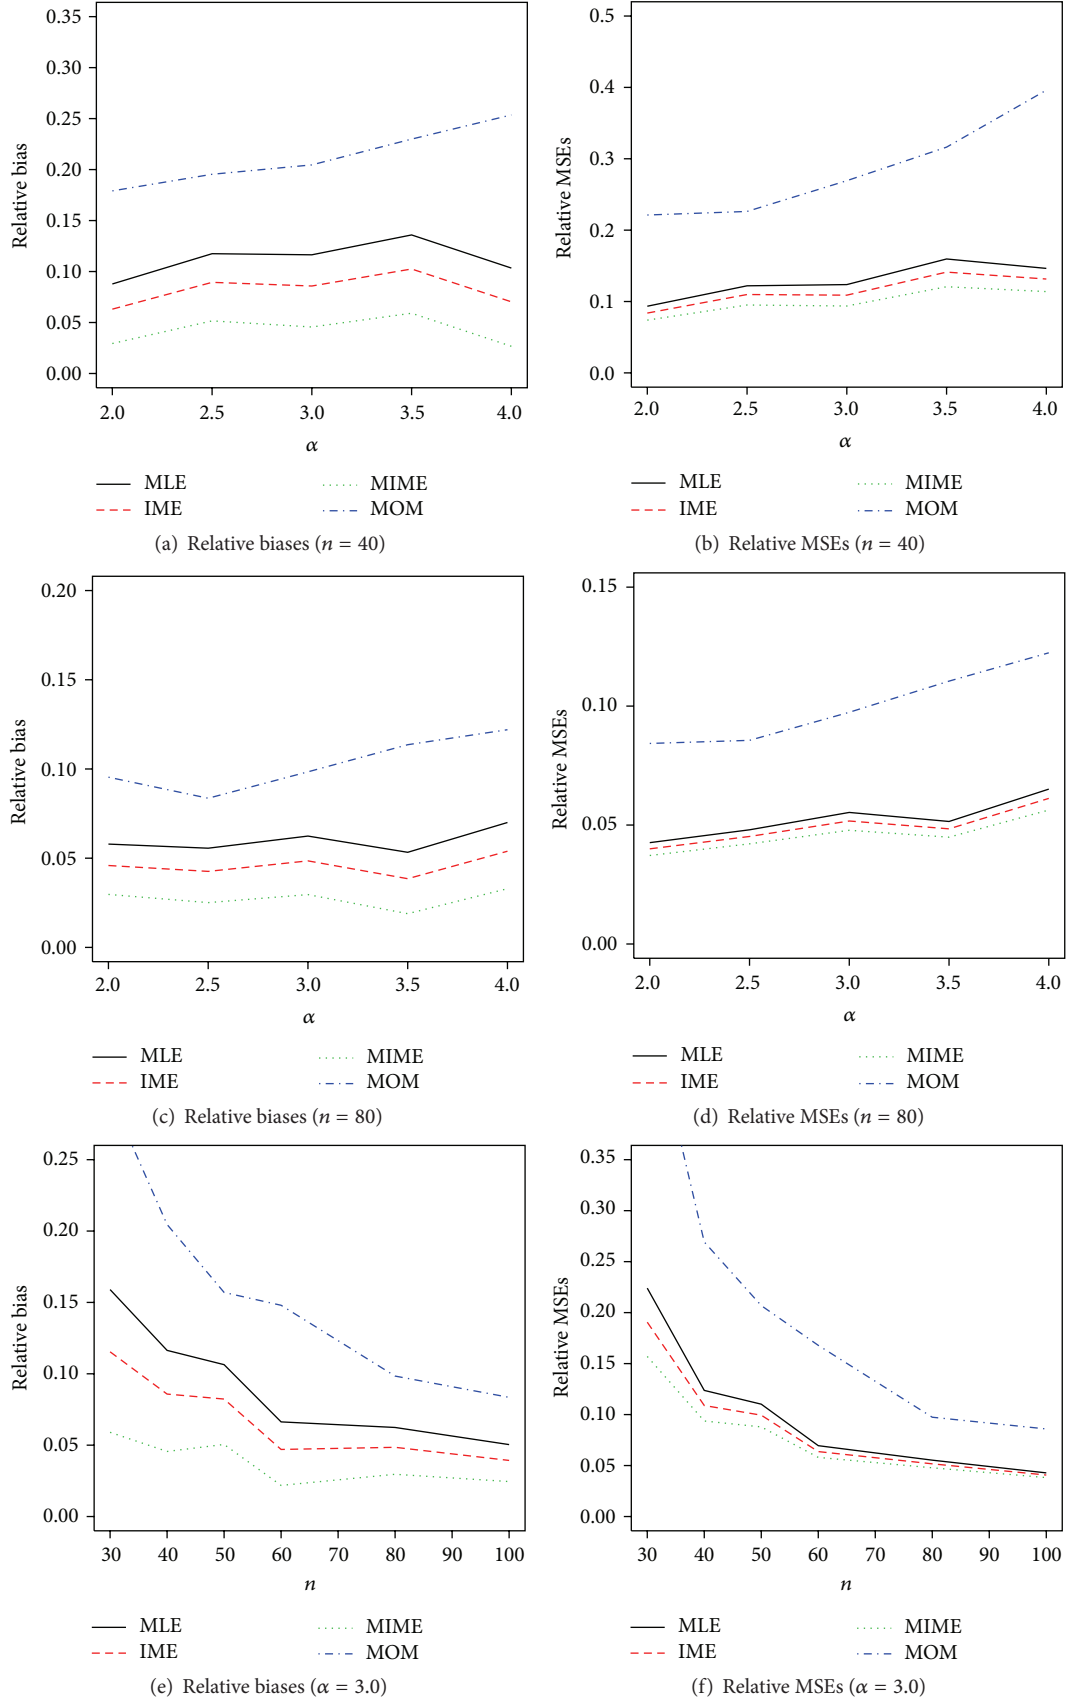 0.35
0.30
0.25
0.20
0.15
0.10
0.05
0.00
Relative bias
2.0 2.5 3.0 3.5 4.0
α
MLE MIME
IME MOM
(a) Relative biases (n = 40)
0.5
0.4
0.3
0.2
0.1
0.0
Relative MSEs
2.0 2.5 3.0 3.5 4.0
α
MLE MIME
IME MOM
(b) Relative MSEs (n = 40)
0.20
0.15
0.10
0.05
0.00
Relative bias
2.0 2.5 3.0 3.5 4.0
α
MLE MIME
IME MOM
(c) Relative biases (n = 80)
0.15
0.10
0.05
0.00
Relative MSEs
2.0 2.5 3.0 3.5 4.0
α
MLE MIME
IME MOM
(d) Relative MSEs (n = 80)
0.25
0.20
0.15
0.10
0.05
0.00
Relative bias
30 40 50 60 70 80 90 100
n
MLE MIME
IME MOM
(e) Relative biases (α = 3.0)
0.35
0.30
0.25
0.20
0.15
0.10
0.05
0.00
Relative MSEs
30 40 50 60 70 80 90 100
n
MLE MIME
IME MOM
(f) Relative MSEs (α = 3.0)